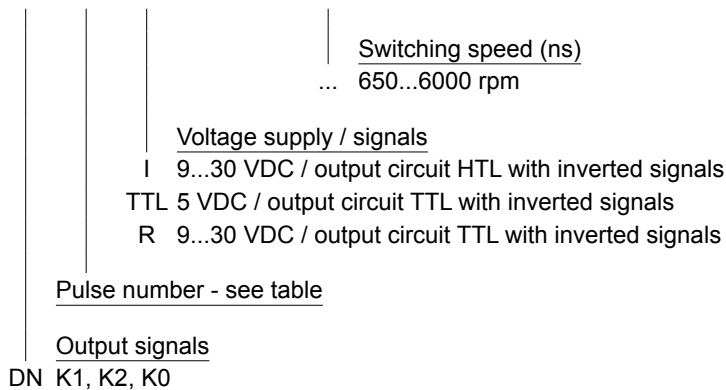 Switching speed (ns)
... 650...6000 rpm
Voltage supply / signals
I 9...30 VDC / output circuit HTL with inverted signals
TTL 5 VDC / output circuit TTL with inverted signals
R 9...30 VDC / output circuit TTL with inverted signals
Pulse number - see table
Output signals
DN K1, K2, K0